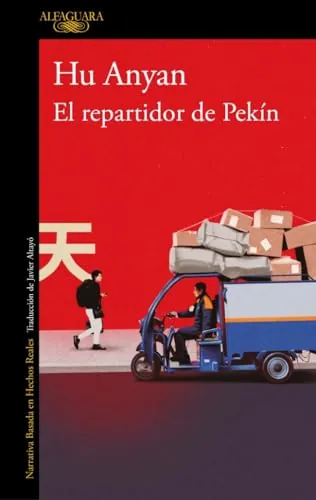 ALFAGUARA
Hu Anyan
El repartidor de Pekín
天
Narrativa Basada en Hechos Reales
Traducción de Javier Altayó